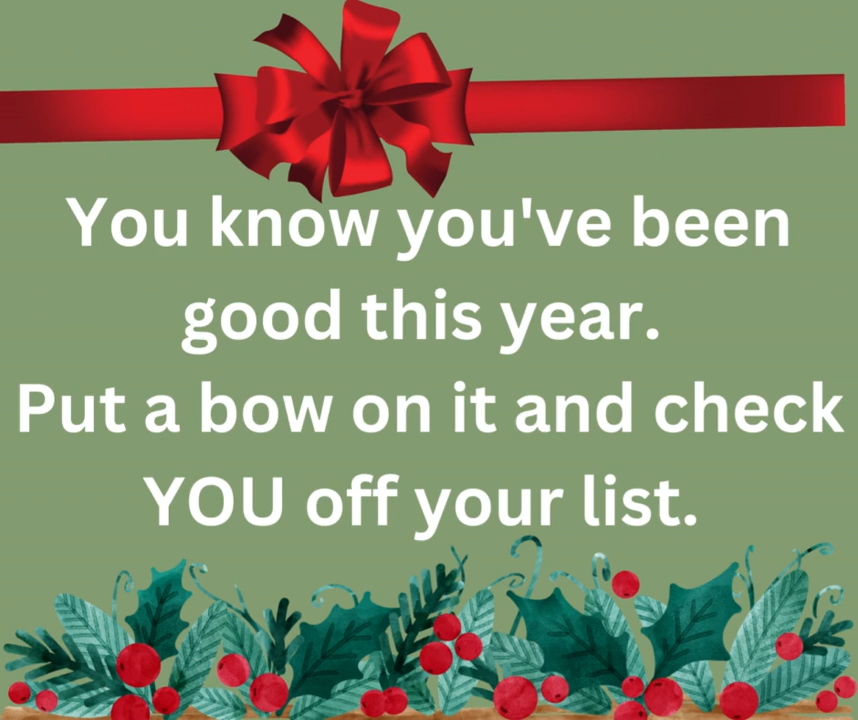 You know you've been
good this year.
Put a bow on it and check
YOU off your list.